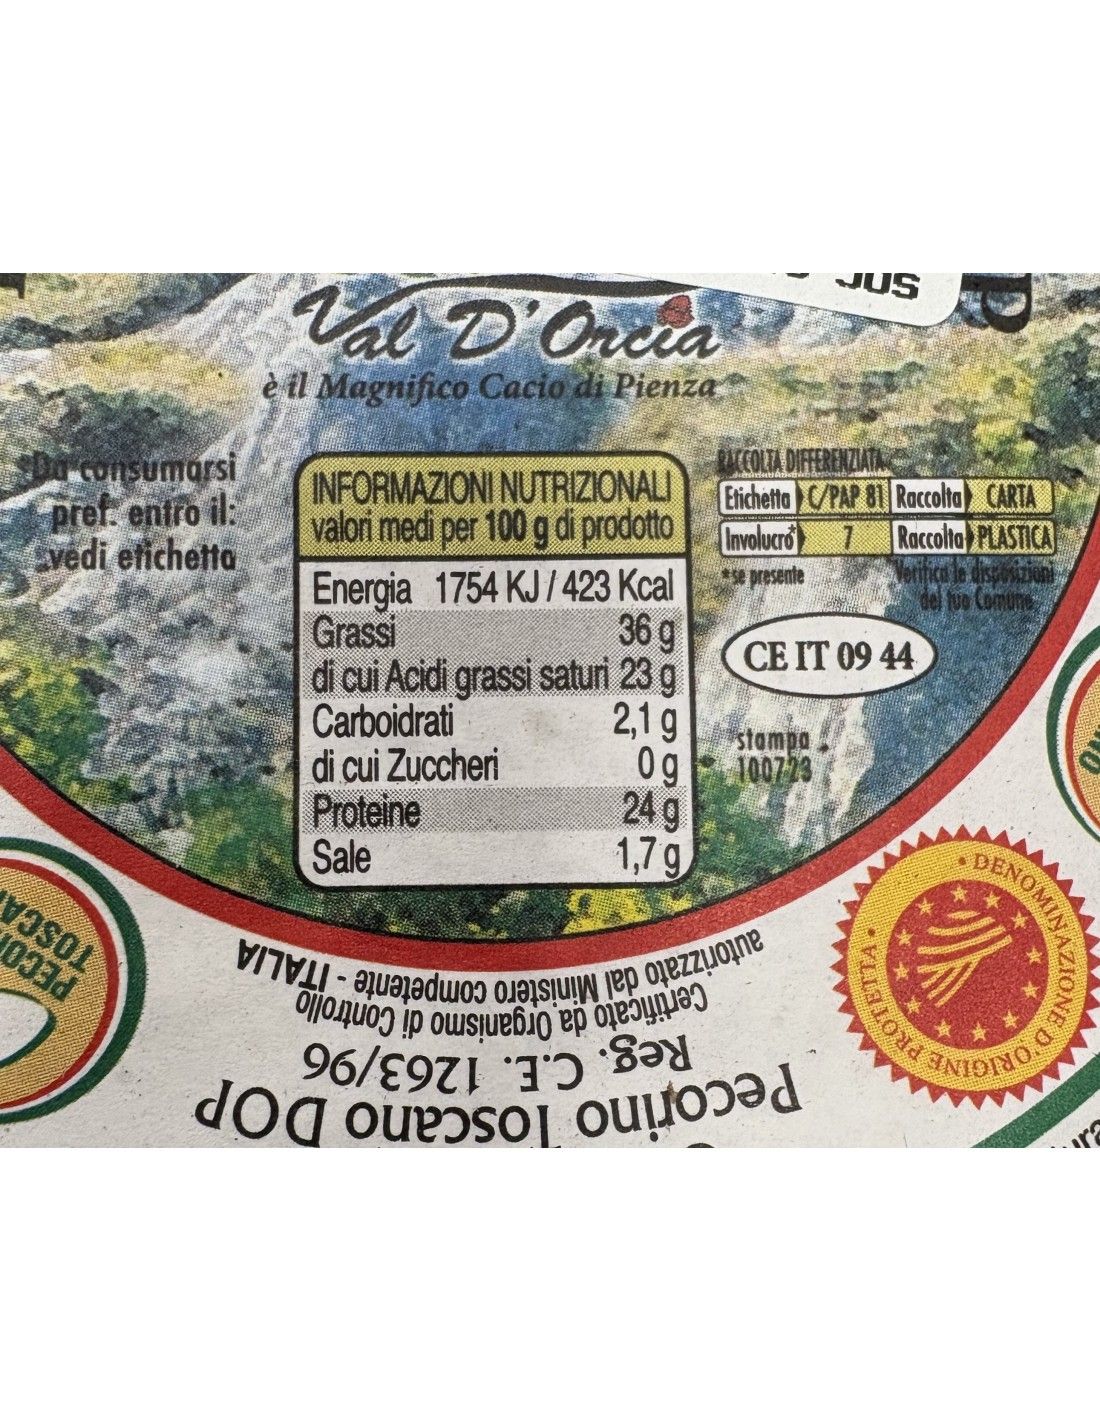 Val D'Orcia
è il Magnifico Cacio di Pienza
Da consumarsi
pref. entro il:
vedi etichetta
INFORMAZIONI NUTRIZIONALI
valori medi per 100 g di prodotto
Energia 1754 KJ / 423 Kcal
Grassi 36 g
di cui Acidi grassi saturi 23 g
Carboidrati 2,1 g
di cui Zuccheri 0 g
Proteine 24 g
Sale 1,7 g
RACCOLTA DIFFERENZIATA
Etichetta C/PAP 81 Raccolta CARTA
Involucro* 7 Raccolta PLASTICA
*se presente
Verifica le disposizioni
del tuo Comune
CE IT 09 44
stampa
100723
DENOMINAZIONE D'ORIGINE PROTETTA
Pecorino Toscano DOP
Reg. C.E. 1263/96
Certificato da Organismo di Controllo
autorizzato dal Ministero competente - ITALIA